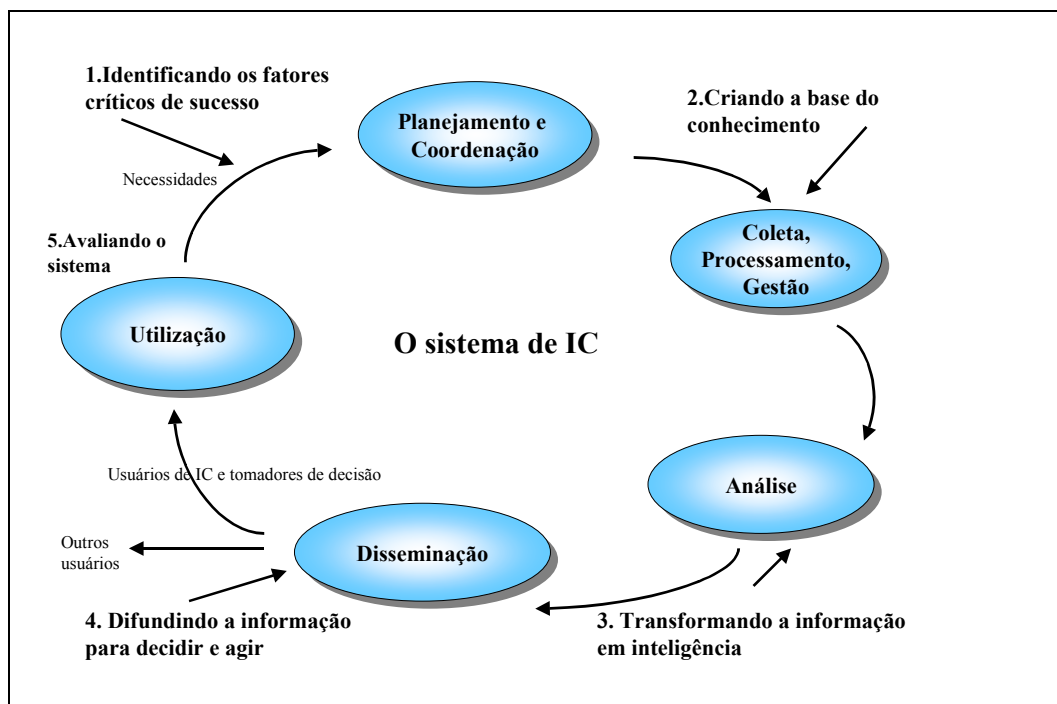 1.Identificando os fatores
críticos de sucesso
Planejamento e
Coordenação
2.Criando a base do
conhecimento
Necessidades
Coleta,
Processamento,
Gestão
5.Avaliando o
sistema
Utilização
O sistema de IC
Usuários de IC e tomadores de decisão
Análise
Outros
usuários
Disseminação
4. Difundindo a informação
para decidir e agir
3. Transformando a informação
em inteligência